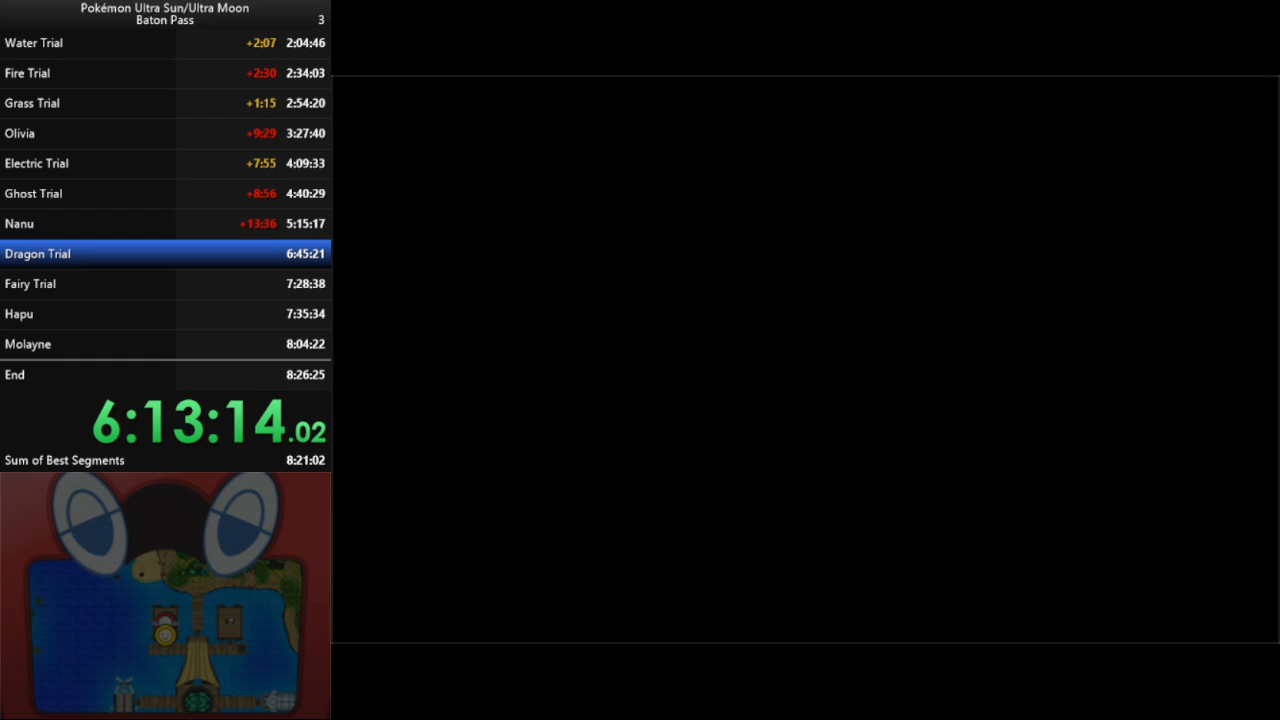 Pokémon Ultra Sun/Ultra Moon
Baton Pass 3
Water Trial +2:07 2:04:46
Fire Trial +2:30 2:34:03
Grass Trial +1:15 2:54:20
Olivia +9:29 3:27:40
Electric Trial +7:55 4:09:33
Ghost Trial +8:56 4:40:29
Nanu +13:36 5:15:17
Dragon Trial 6:45:21
Fairy Trial 7:28:38
Hapu 7:35:34
Molayne 8:04:22
End 8:26:25
6:13:14.02
Sum of Best Segments 8:21:02